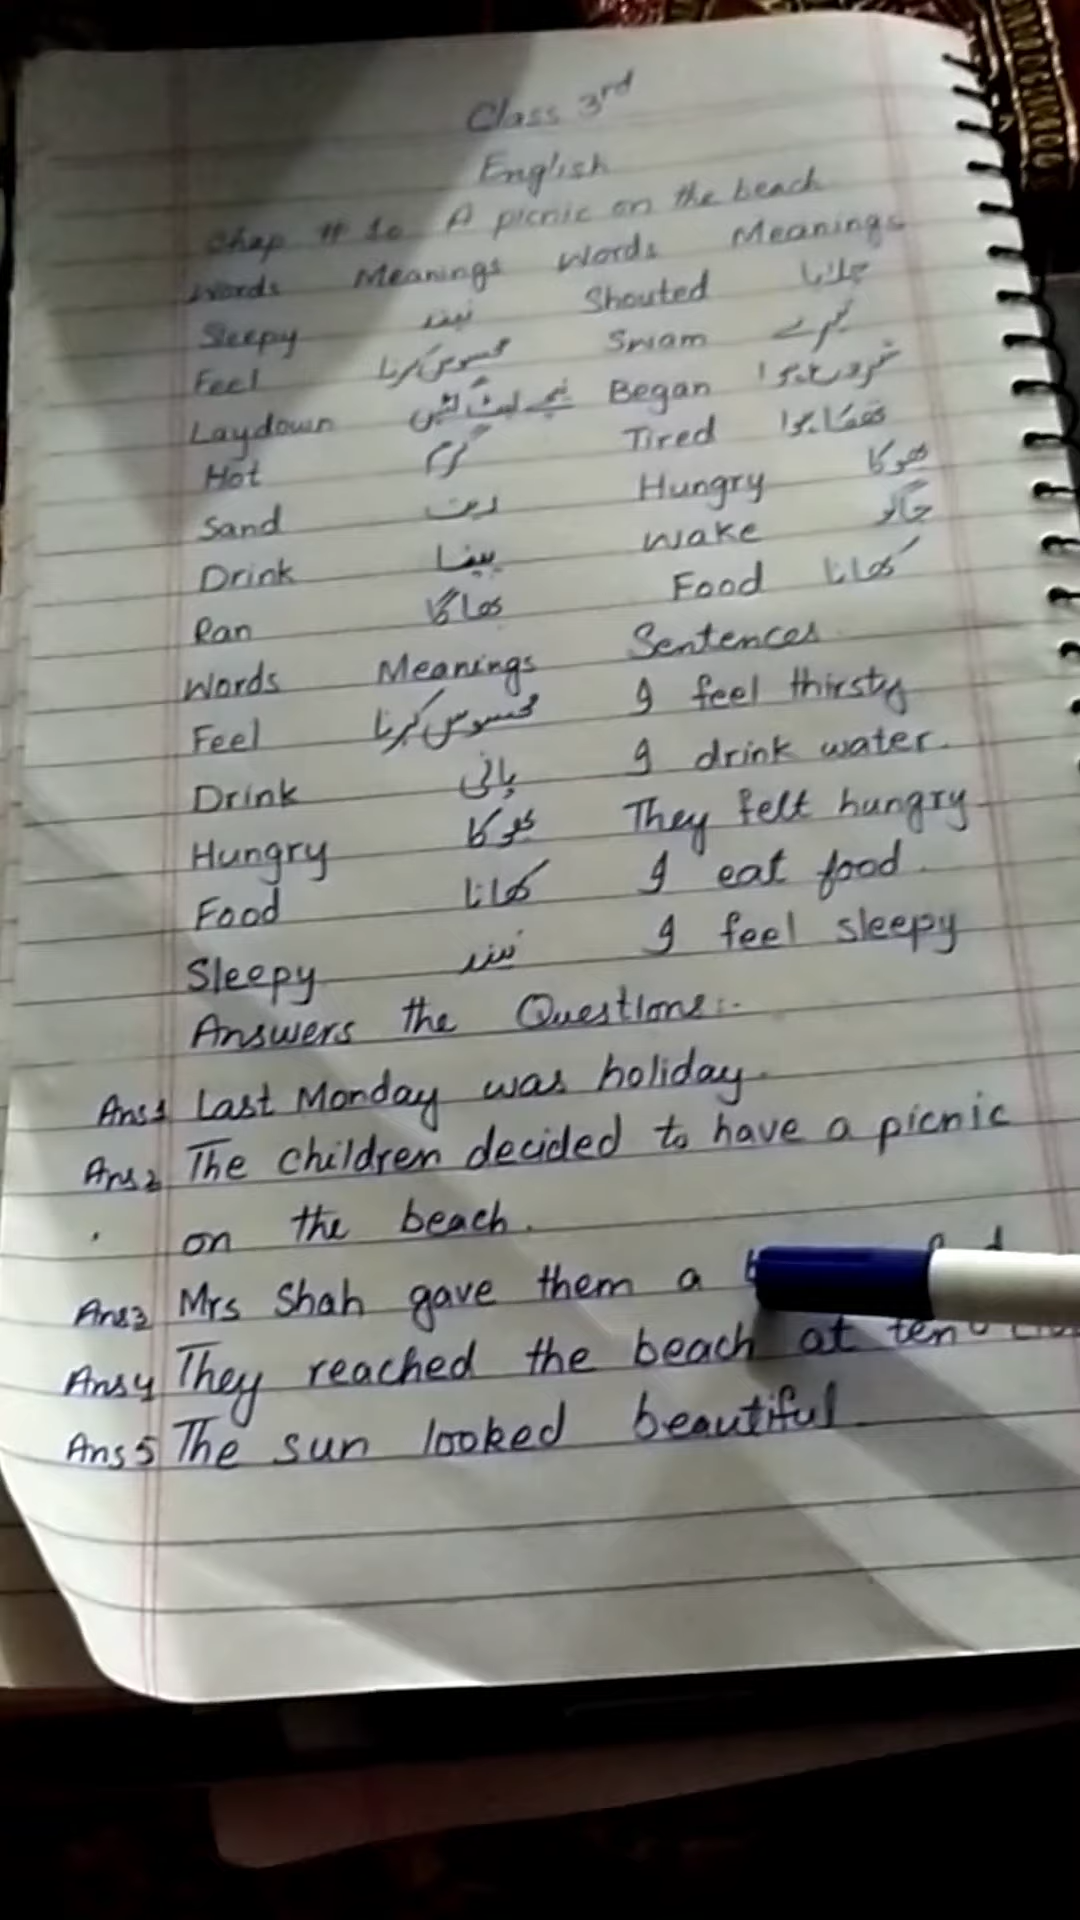 Class 3rd
English
Chap # 10 A picnic on the beach
Words Meanings Words Meanings
Sleepy نیند Shouted چلانا
Feel محسوس کرنا Swam تیرے
Laydown نیچے لیٹ گئیں Began شروع ہوا
Hot گرم Tired تھکا ہوا
Sand ریت Hungry بھوکا
Drink پینا Wake جاگو
Ran بھاگا Food کھانا
Words Meanings Sentences
Feel محسوس کرنا I feel thirsty
Drink پانی I drink water.
Hungry بھوکا They felt hungry
Food کھانا I eat food.
Sleepy نیند I feel sleepy
Answers the Questions:-
Ans1 Last Monday was holiday.
Ans2 The children decided to have a picnic
on the beach.
Ans3 Mrs Shah gave them a
Ans4 They reached the beach at ten
Ans5 The sun looked beautiful